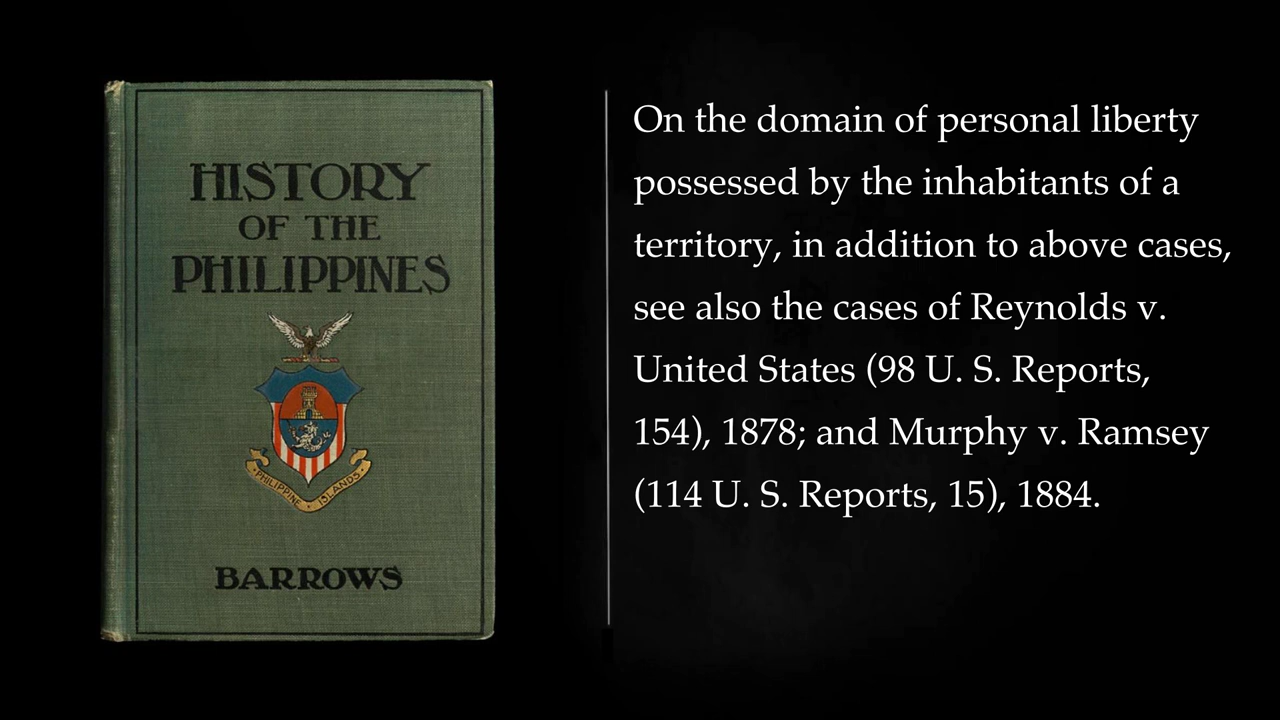 HISTORY
OF THE
PHILIPPINES
PHILIPPINE ISLANDS
BARROWS
On the domain of personal liberty
possessed by the inhabitants of a
territory, in addition to above cases,
see also the cases of Reynolds v.
United States (98 U. S. Reports,
154), 1878; and Murphy v. Ramsey
(114 U. S. Reports, 15), 1884.